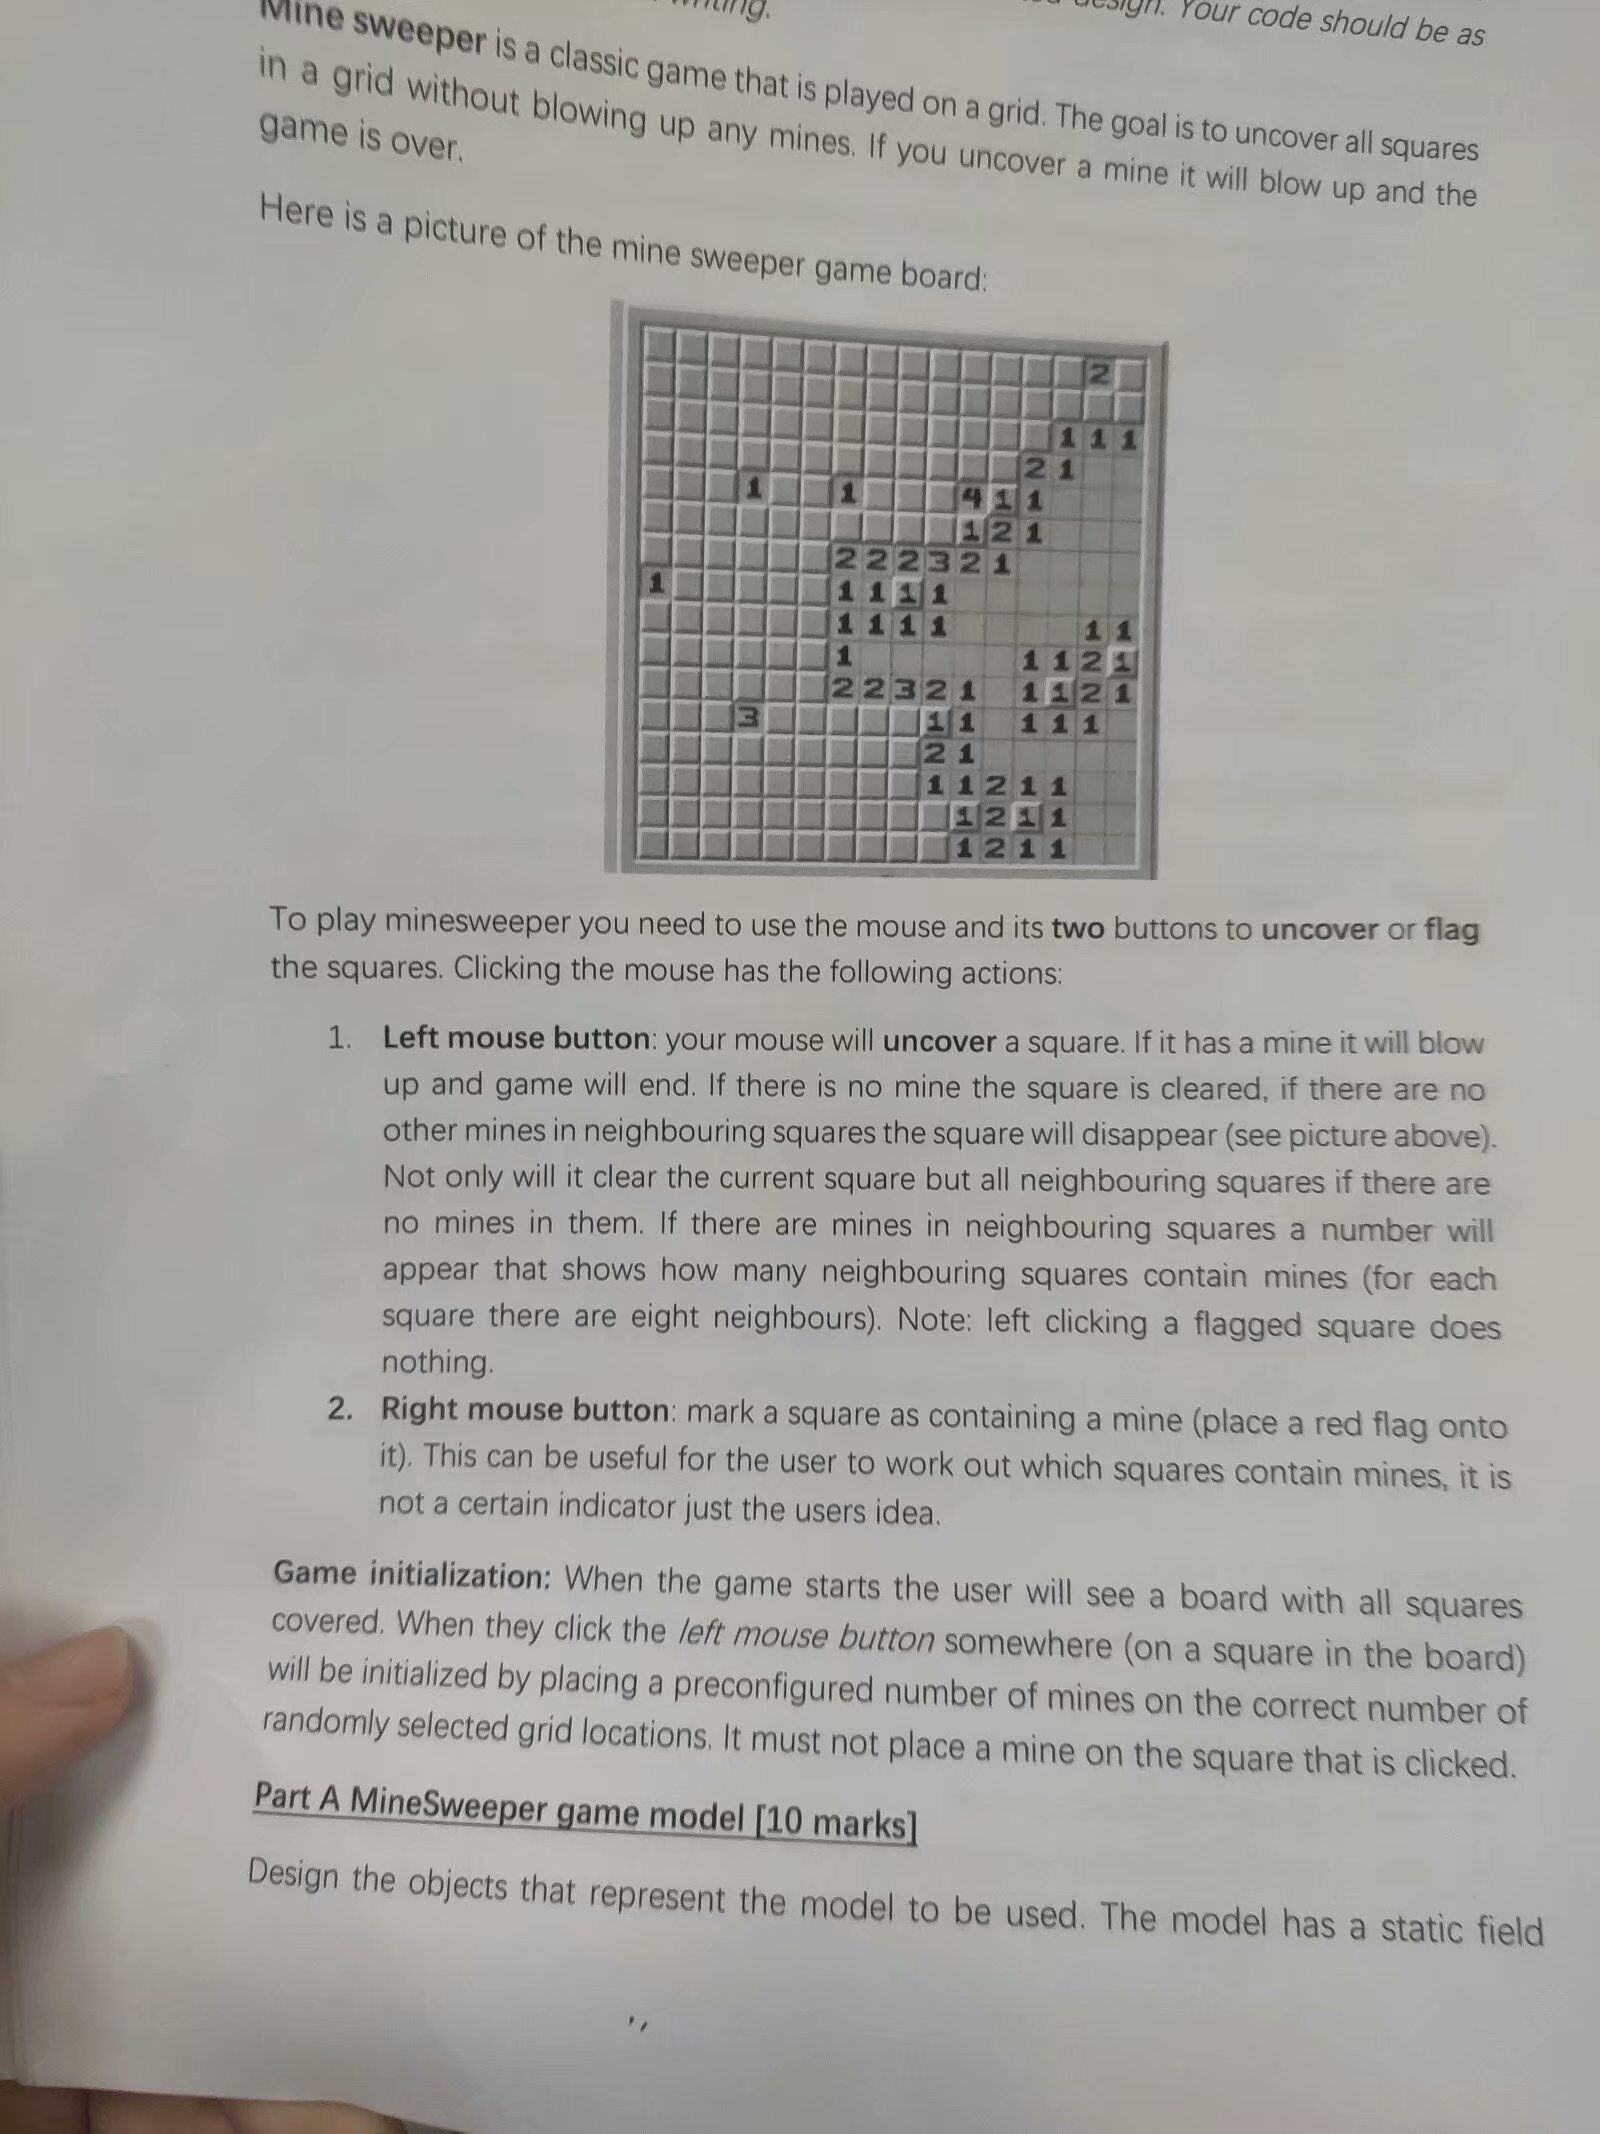 design. Your code should be as
Mine sweeper is a classic game that is played on a grid. The goal is to uncover all squares
in a grid without blowing up any mines. If you uncover a mine it will blow up and the
game is over.
Here is a picture of the mine sweeper game board:
2
1 1 1
2 1
1 1 4 1 1
1 2 1
2 2 2 3 2 1
1 1 1 1 1
1 1 1 1 1 1
1 1 1 2 1
2 2 3 2 1 1 1 2 1
3 1 1 1 1 1
2 1
1 1 2 1 1
1 2 1 1
1 2 1 1
To play minesweeper you need to use the mouse and its two buttons to uncover or flag
the squares. Clicking the mouse has the following actions:
1. Left mouse button: your mouse will uncover a square. If it has a mine it will blow
up and game will end. If there is no mine the square is cleared, if there are no
other mines in neighbouring squares the square will disappear (see picture above).
Not only will it clear the current square but all neighbouring squares if there are
no mines in them. If there are mines in neighbouring squares a number will
appear that shows how many neighbouring squares contain mines (for each
square there are eight neighbours). Note: left clicking a flagged square does
nothing.
2. Right mouse button: mark a square as containing a mine (place a red flag onto
it). This can be useful for the user to work out which squares contain mines, it is
not a certain indicator just the users idea.
Game initialization: When the game starts the user will see a board with all squares
covered. When they click the left mouse button somewhere (on a square in the board)
will be initialized by placing a preconfigured number of mines on the correct number of
randomly selected grid locations. It must not place a mine on the square that is clicked.
Part A MineSweeper game model [10 marks]
Design the objects that represent the model to be used. The model has a static field